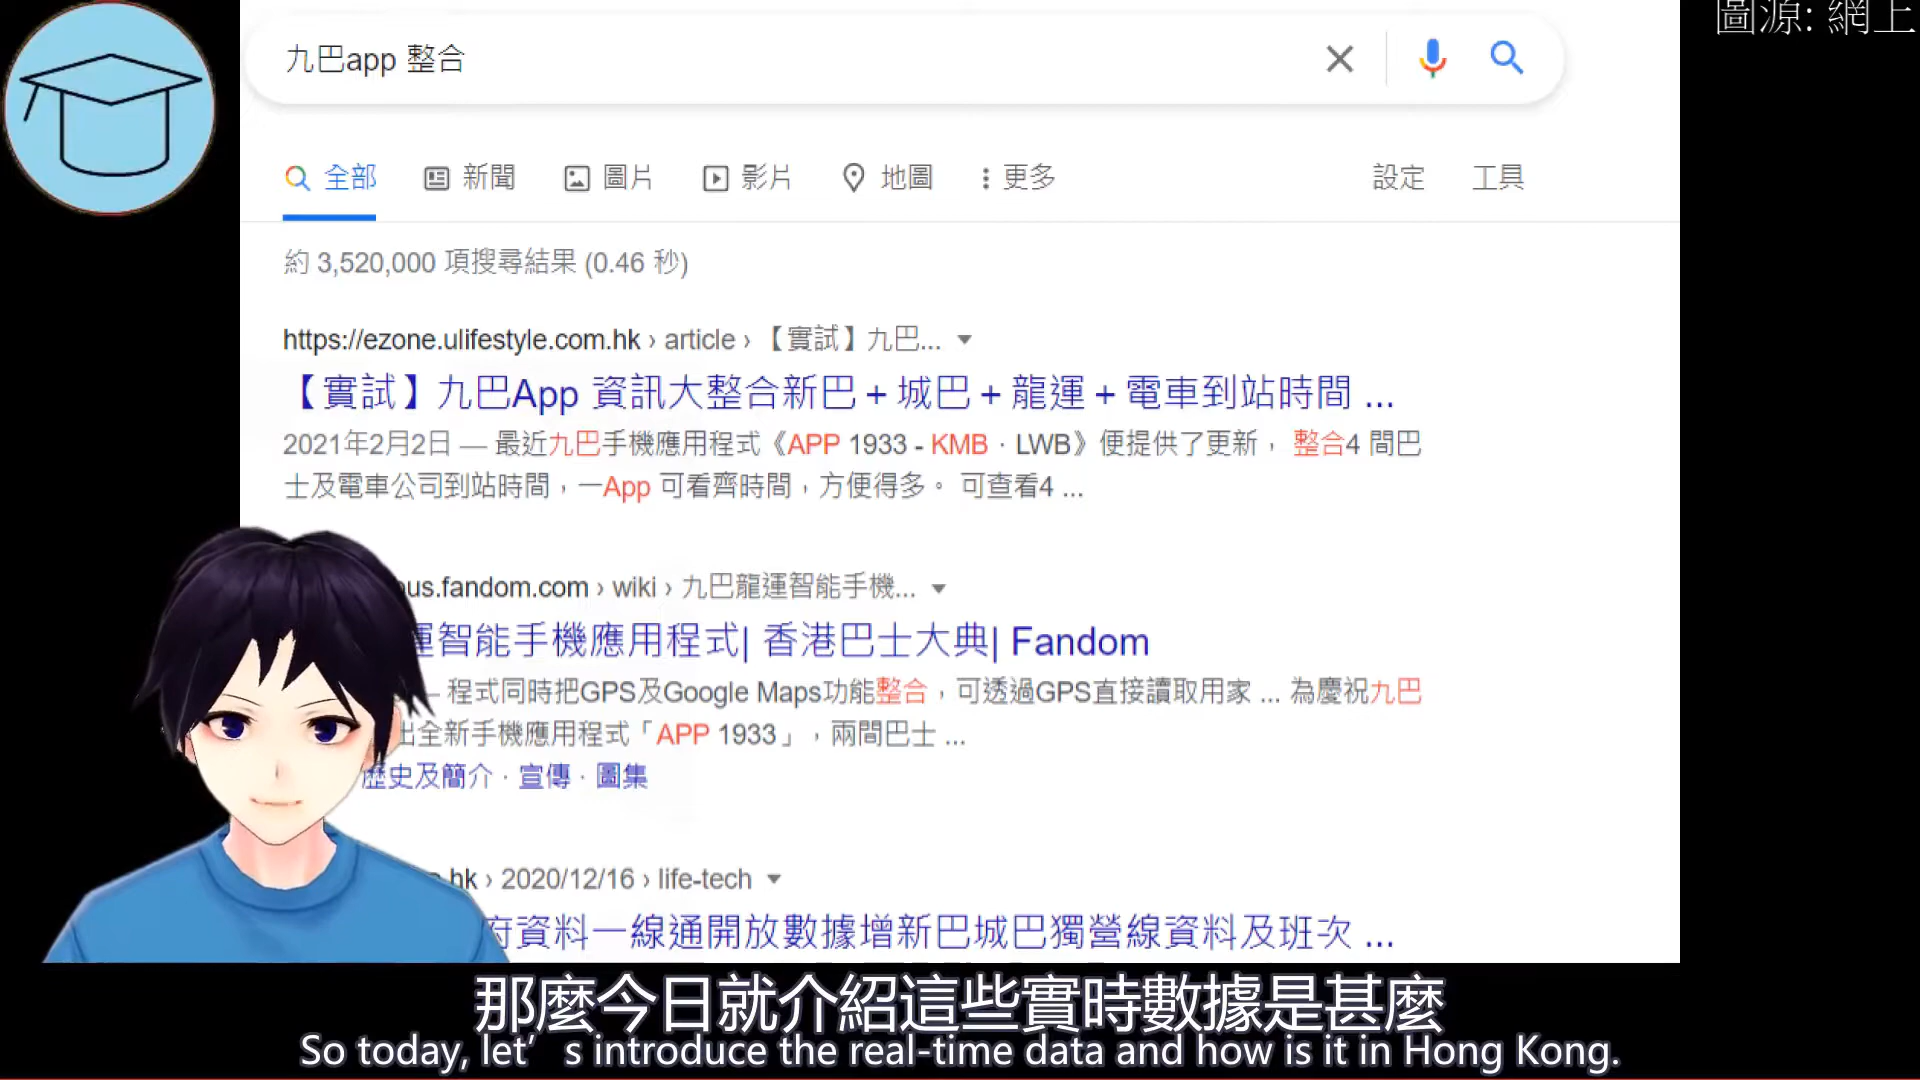 圖源: 網上
九巴app 整合
全部 新聞 圖片 影片 地圖 更多 設定 工具
約 3,520,000 項搜尋結果 (0.46 秒)
https://ezone.ulifestyle.com.hk › article › 【實試】九巴...
【實試】九巴App 資訊大整合新巴 + 城巴 + 龍運 + 電車到站時間 ...
2021年2月2日 — 最近九巴手機應用程式《APP 1933 - KMB · LWB》便提供了更新， 整合4 間巴
士及電車公司到站時間，一App 可看齊時間，方便得多。 可查看4 ...
us.fandom.com › wiki › 九巴龍運智能手機...
運智能手機應用程式| 香港巴士大典| Fandom
— 程式同時把GPS及Google Maps功能整合，可透過GPS直接讀取用家 ... 為慶祝九巴
出全新手機應用程式「APP 1933」，兩間巴士 ...
歷史及簡介 · 宣傳 · 圖集
.hk › 2020/12/16 › life-tech
府資料一線通開放數據增新巴城巴獨營線資料及班次 ...
那麼今日就介紹這些實時數據是甚麼
So today, let’s introduce the real-time data and how is it in Hong Kong.